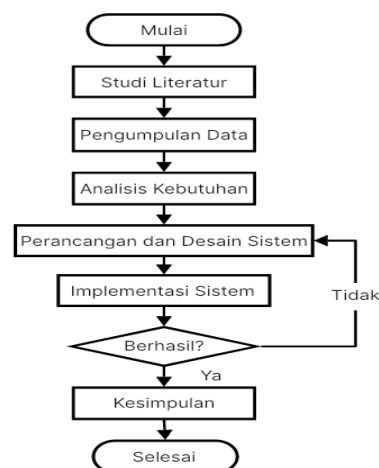 Mulai
Studi Literatur
Pengumpulan Data
Analisis Kebutuhan
Perancangan dan Desain Sistem
Implementasi Sistem
Tidak
Berhasil?
Ya
Kesimpulan
Selesai